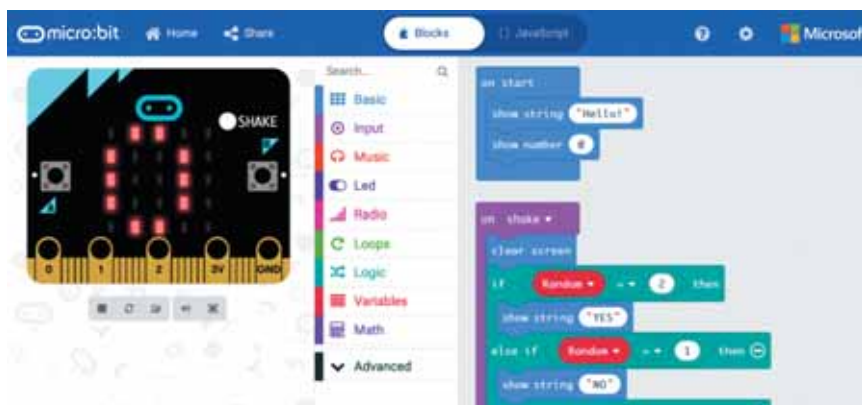 micro:bit Home Share Blocks {} JavaScript ? Microsof
SHAKE
B
A
0 1 2 3V GND
Search...
Basic
Input
Music
Led
Radio
Loops
Logic
Variables
Math
Advanced
on start
show string "Hello!"
show number 0
on shake
clear screen
if Random = 2 then
show string "YES"
else if Random = 1 then
show string "NO"